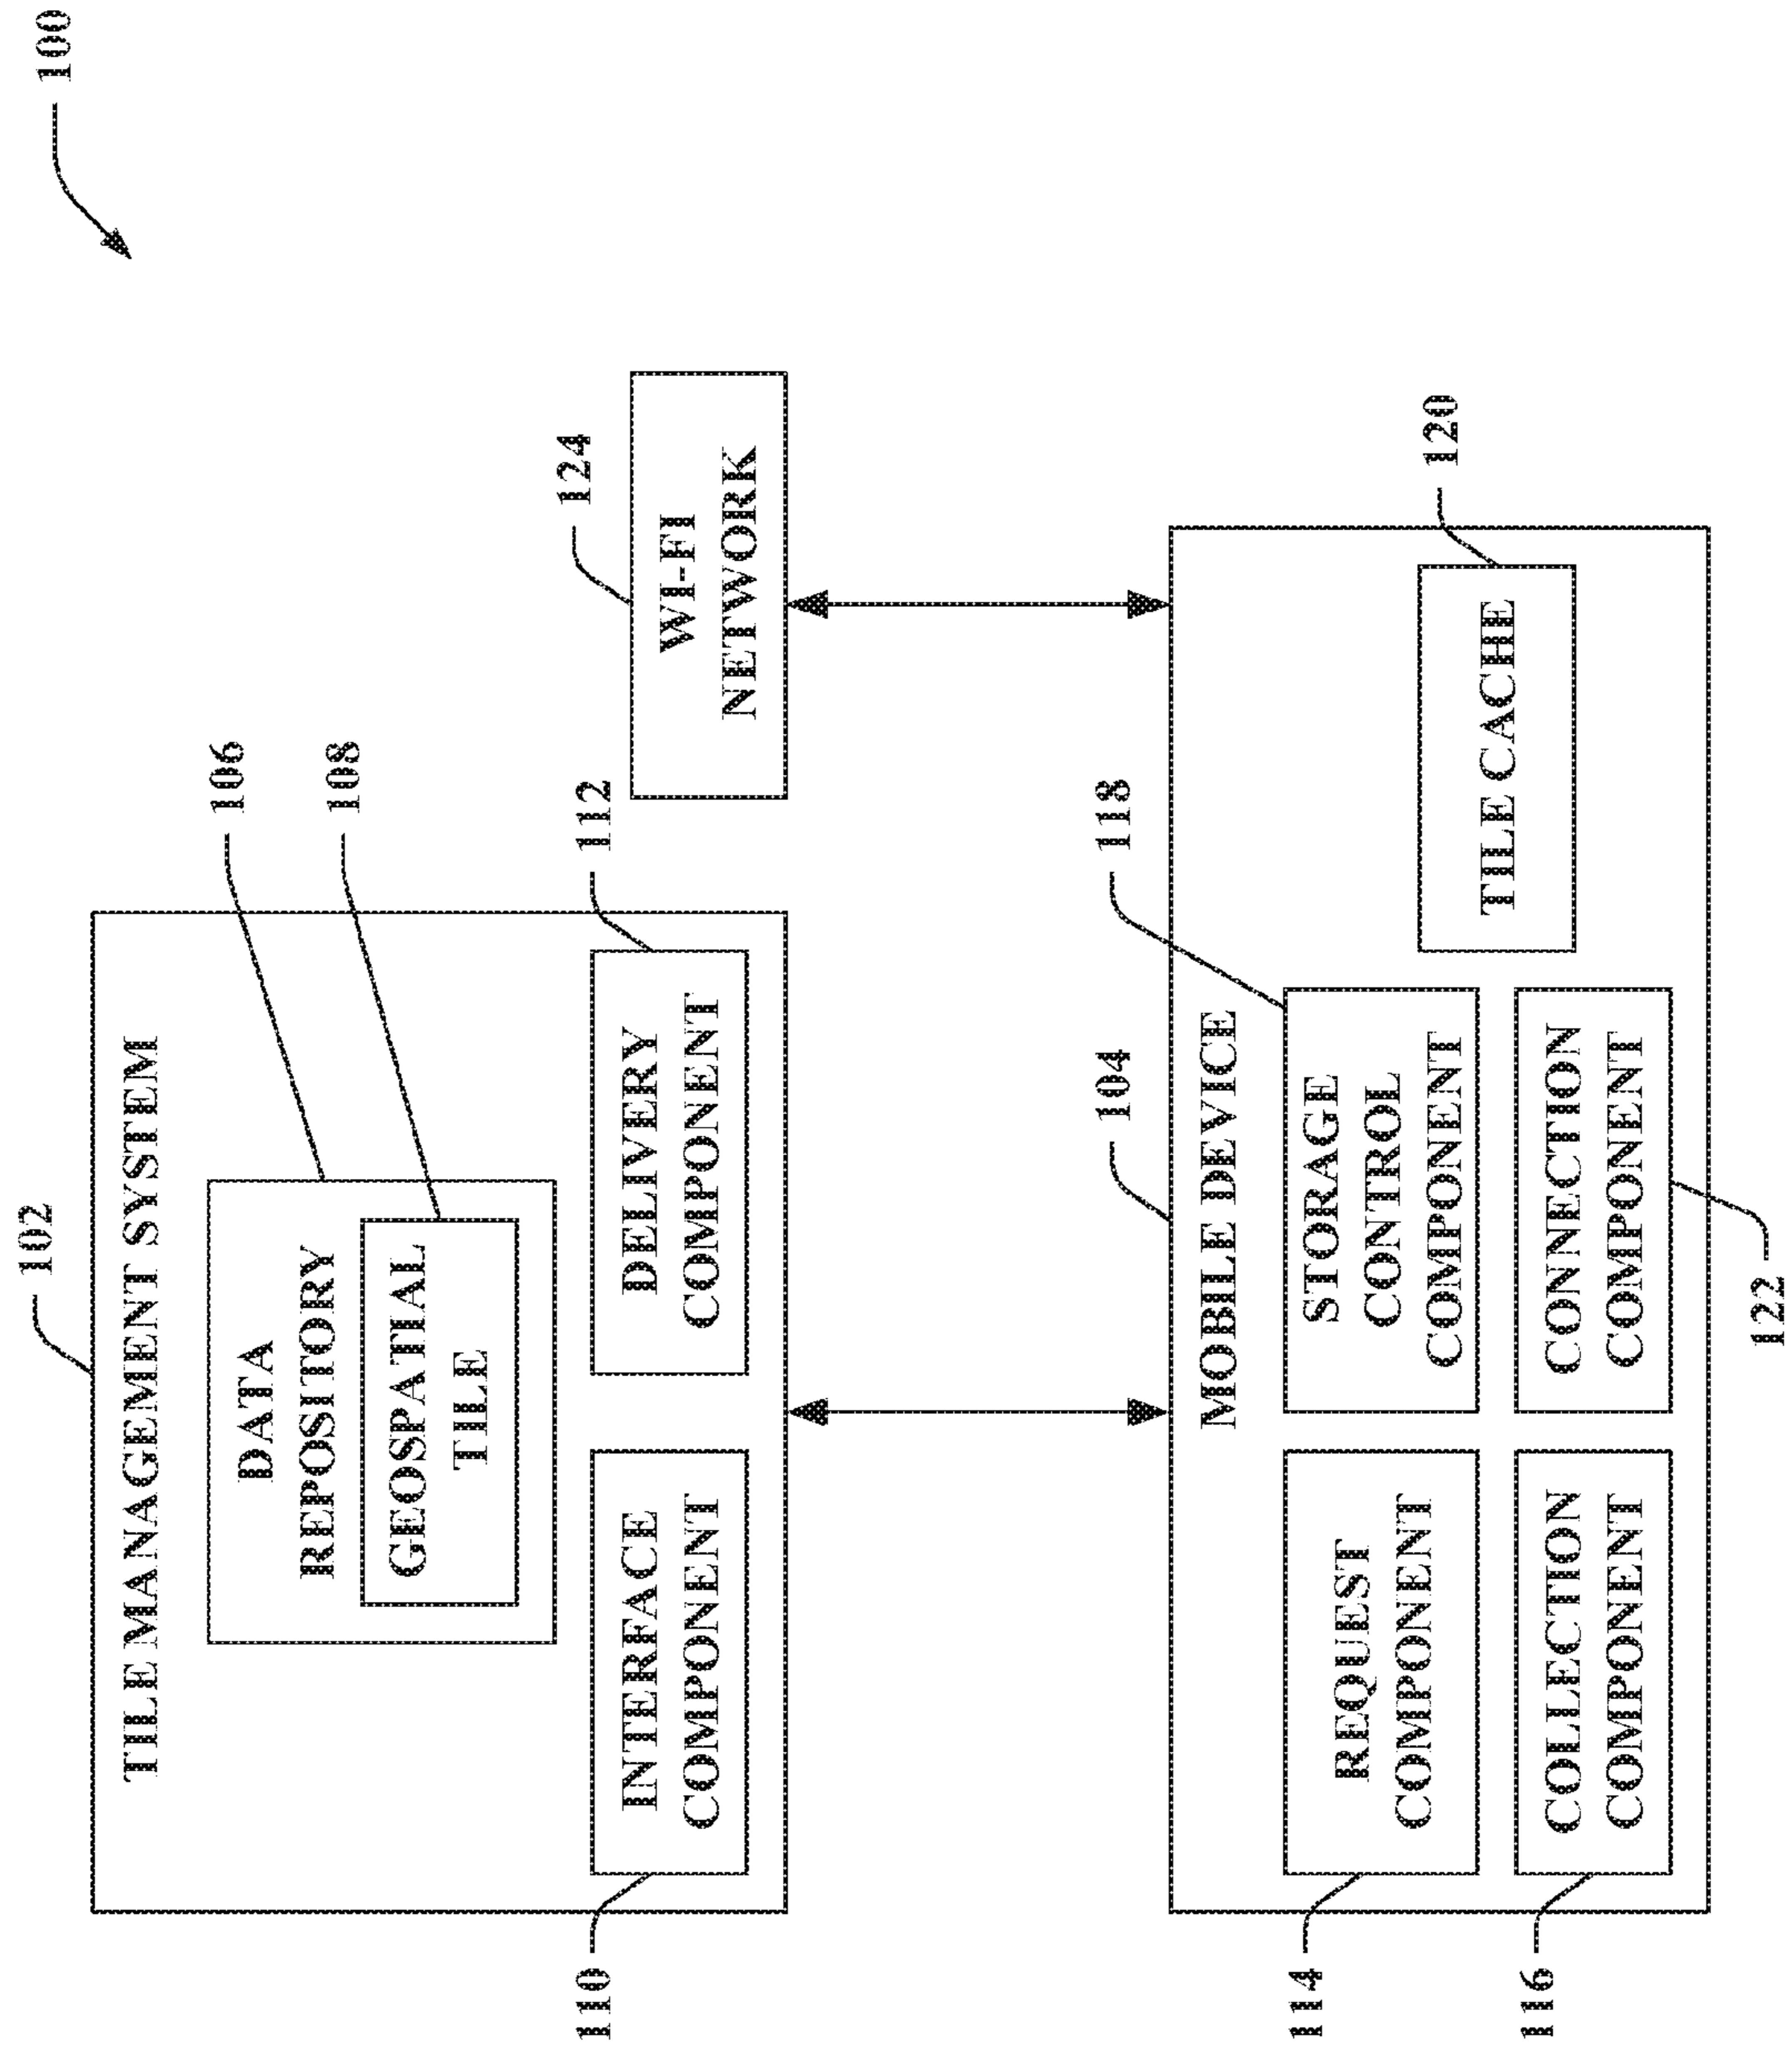 100
102
TILE MANAGEMENT SYSTEM
106
DATA
REPOSITORY
108
GEOSPATIAL
TILE
110
INTERFACE
COMPONENT
112
DELIVERY
COMPONENT
124
WI-FI
NETWORK
104
MOBILE DEVICE
114
REQUEST
COMPONENT
118
STORAGE
CONTROL
COMPONENT
120
TILE CACHE
116
COLLECTION
COMPONENT
CONNECTION
COMPONENT
122